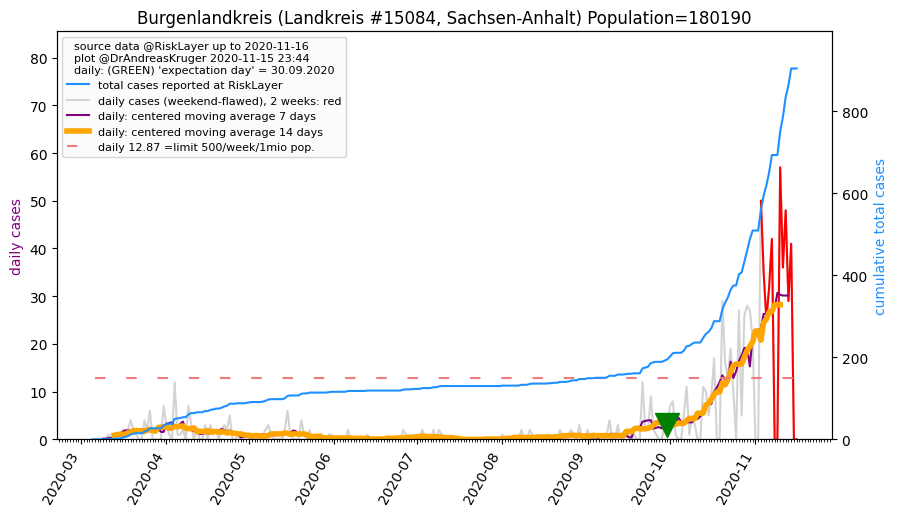 Burgenlandkreis (Landkreis #15084, Sachsen-Anhalt) Population=180190
source data @RiskLayer up to 2020-11-16
plot @DrAndreasKruger 2020-11-15 23:44
daily: (GREEN) 'expectation day' = 30.09.2020
total cases reported at RiskLayer
daily cases (weekend-flawed), 2 weeks: red
daily: centered moving average 7 days
daily: centered moving average 14 days
daily 12.87 =limit 500/week/1mio pop.
daily cases
80
70
60
50
40
30
20
10
0
cumulative total cases
800
600
400
200
0
2020-03
2020-04
2020-05
2020-06
2020-07
2020-08
2020-09
2020-10
2020-11